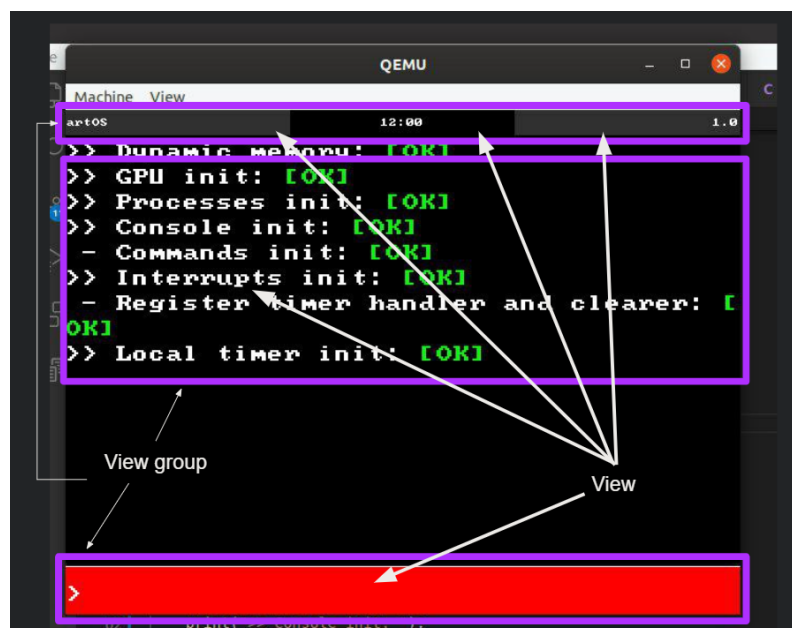 QEMU
Machine View
artOS 12:00 1.0
>> Dynamic memory: [OK]
>> GPU init: [OK]
>> Processes init: [OK]
>> Console init: [OK]
- Commands init: [OK]
>> Interrupts init: [OK]
- Register timer handler and clearer: [
OK]
>> Local timer init: [OK]
View group
View
>